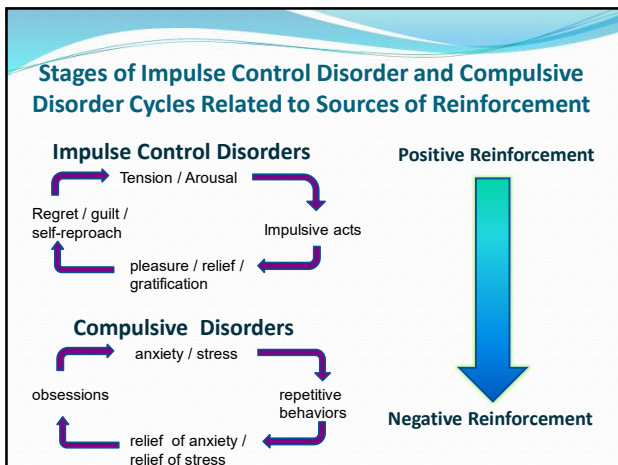 Stages of Impulse Control Disorder and Compulsive
Disorder Cycles Related to Sources of Reinforcement
Impulse Control Disorders
Tension / Arousal
Regret / guilt /
self-reproach
Impulsive acts
pleasure / relief /
gratification
Compulsive Disorders
anxiety / stress
obsessions
repetitive
behaviors
relief of anxiety /
relief of stress
Positive Reinforcement
Negative Reinforcement